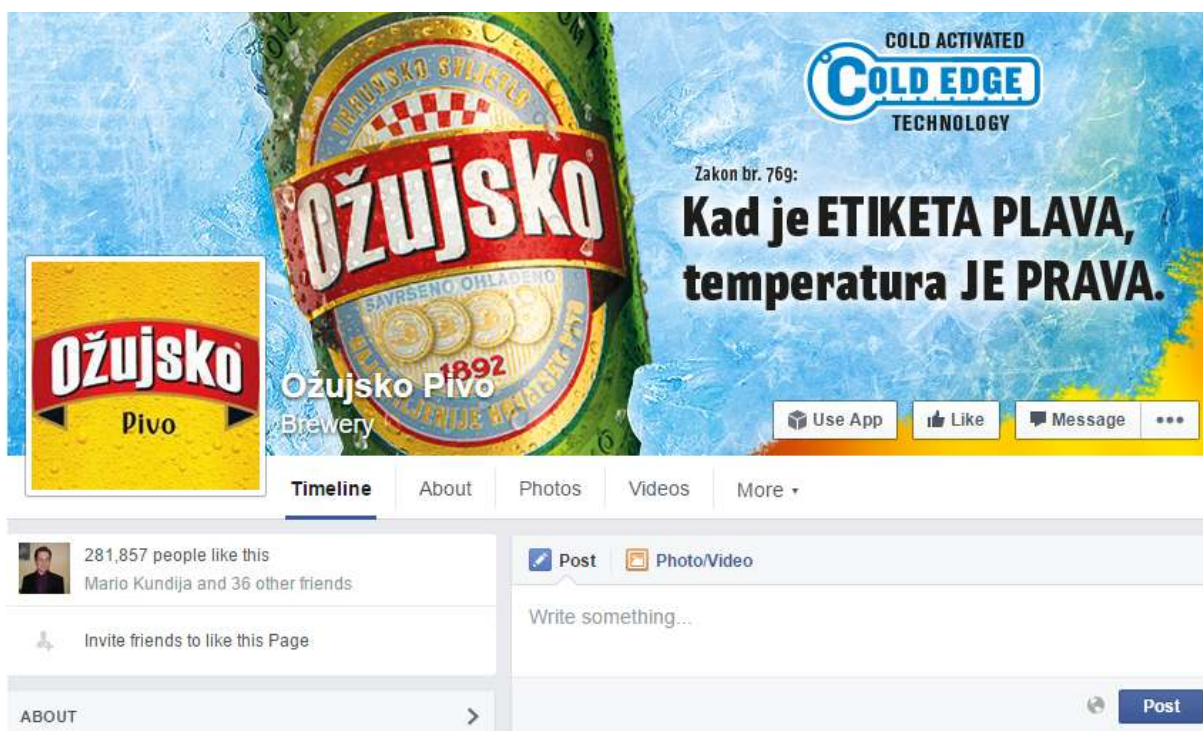 COLD ACTIVATED
COLD EDGE
TECHNOLOGY
VRHUNSKO SVIJETLO
Ožujsko
SAVRŠENO OHLAĐENO
1892
Zakon br. 769:
Kad je ETIKETA PLAVA,
temperatura JE PRAVA.
Ožujsko
Pivo
Ožujsko Pivo
Brewery
Use App
Like
Message
Timeline
About
Photos
Videos
More
281,857 people like this
Mario Kundija and 36 other friends
Invite friends to like this Page
ABOUT
Post
Photo/Video
Write something...
Post